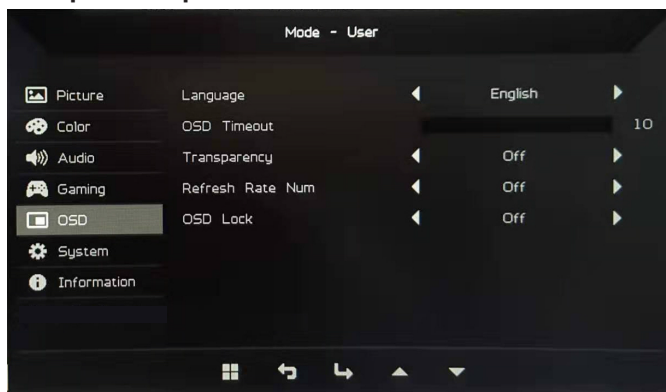 Mode - User
Picture
Language
English
Color
OSD Timeout
10
Audio
Transparency
Off
Gaming
Refresh Rate Num
Off
OSD
OSD Lock
Off
System
Information